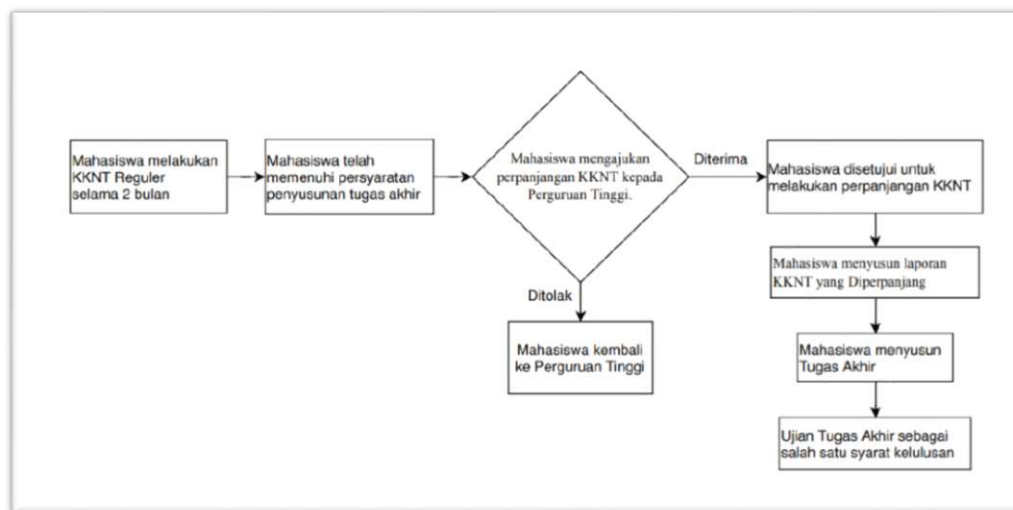 Mahasiswa melakukan
KKNT Reguler
selama 2 bulan
Mahasiswa telah
memenuhi persyaratan
penyusunan tugas akhir
Mahasiswa mengajukan
perpanjangan KKNT kepada
Perguruan Tinggi.
Diterima
Mahasiswa disetujui untuk
melakukan perpanjangan KKNT
Mahasiswa menyusun laporan
KKNT yang Diperpanjang
Ditolak
Mahasiswa kembali
ke Perguruan Tinggi
Mahasiswa menyusun
Tugas Akhir
Ujian Tugas Akhir sebagai
salah satu syarat kelulusan